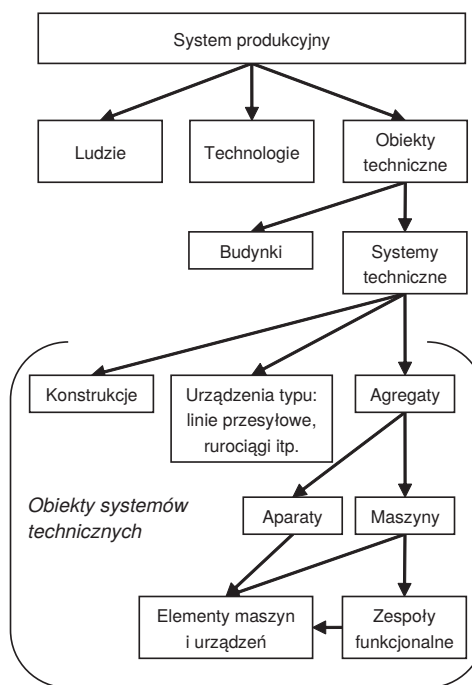 System produkcyjny
Ludzie
Technologie
Obiekty
techniczne
Budynki
Systemy
techniczne
Konstrukcje
Urządzenia typu:
linie przesyłowe,
rurociągi itp.
Agregaty
Obiekty systemów
technicznych
Aparaty
Maszyny
Elementy maszyn
i urządzeń
Zespoły
funkcjonalne